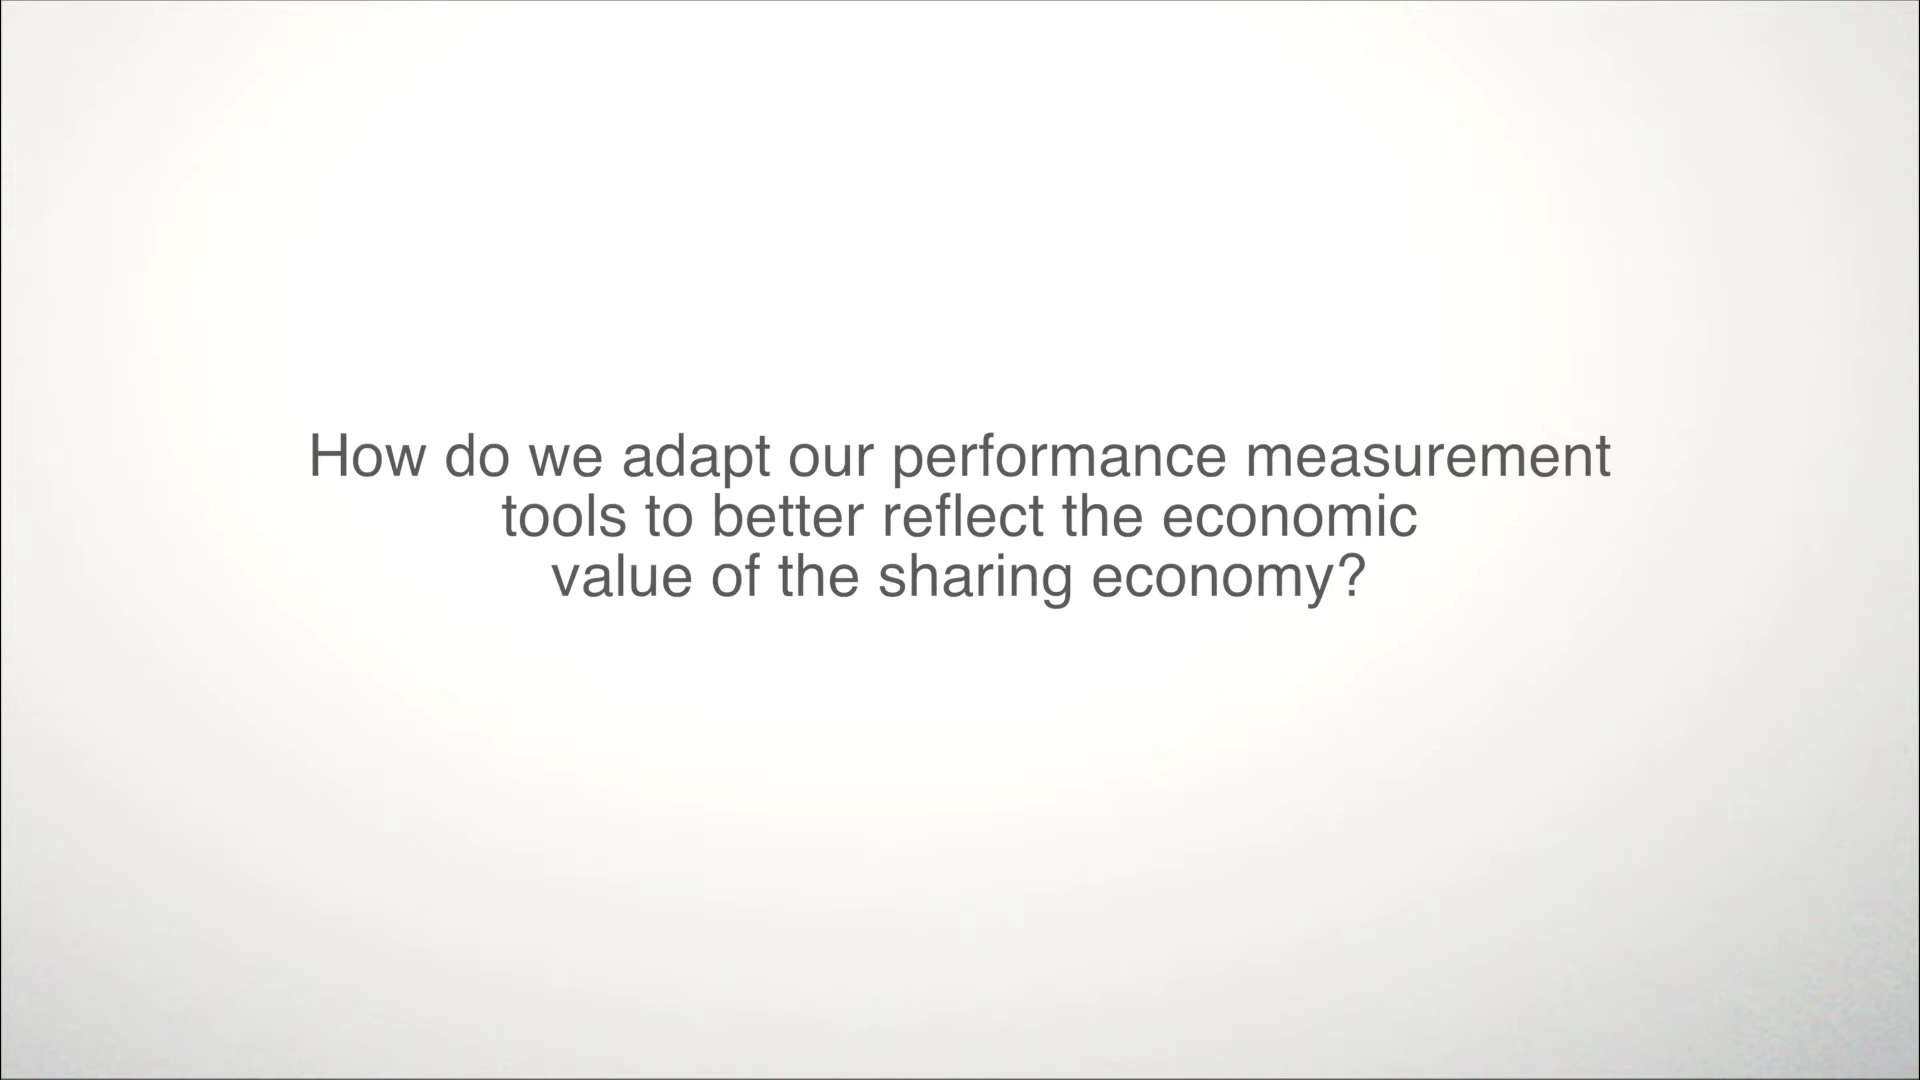 How do we adapt our performance measurement
tools to better reflect the economic
value of the sharing economy?